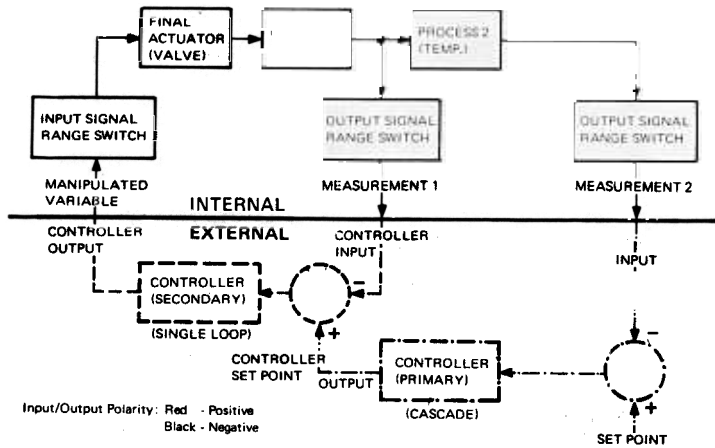 FINAL
ACTUATOR
(VALVE)
PROCESS 2
(TEMP.)
INPUT SIGNAL
RANGE SWITCH
OUTPUT SIGNAL
RANGE SWITCH
OUTPUT SIGNAL
RANGE SWITCH
MANIPULATED
VARIABLE
INTERNAL
MEASUREMENT 1
MEASUREMENT 2
CONTROLLER
OUTPUT
EXTERNAL
CONTROLLER
INPUT
INPUT
CONTROLLER
(SECONDARY)
(SINGLE LOOP)
-
+
CONTROLLER
SET POINT
OUTPUT
CONTROLLER
(PRIMARY)
(CASCADE)
-
+
SET POINT
Input/Output Polarity: Red - Positive
Black - Negative